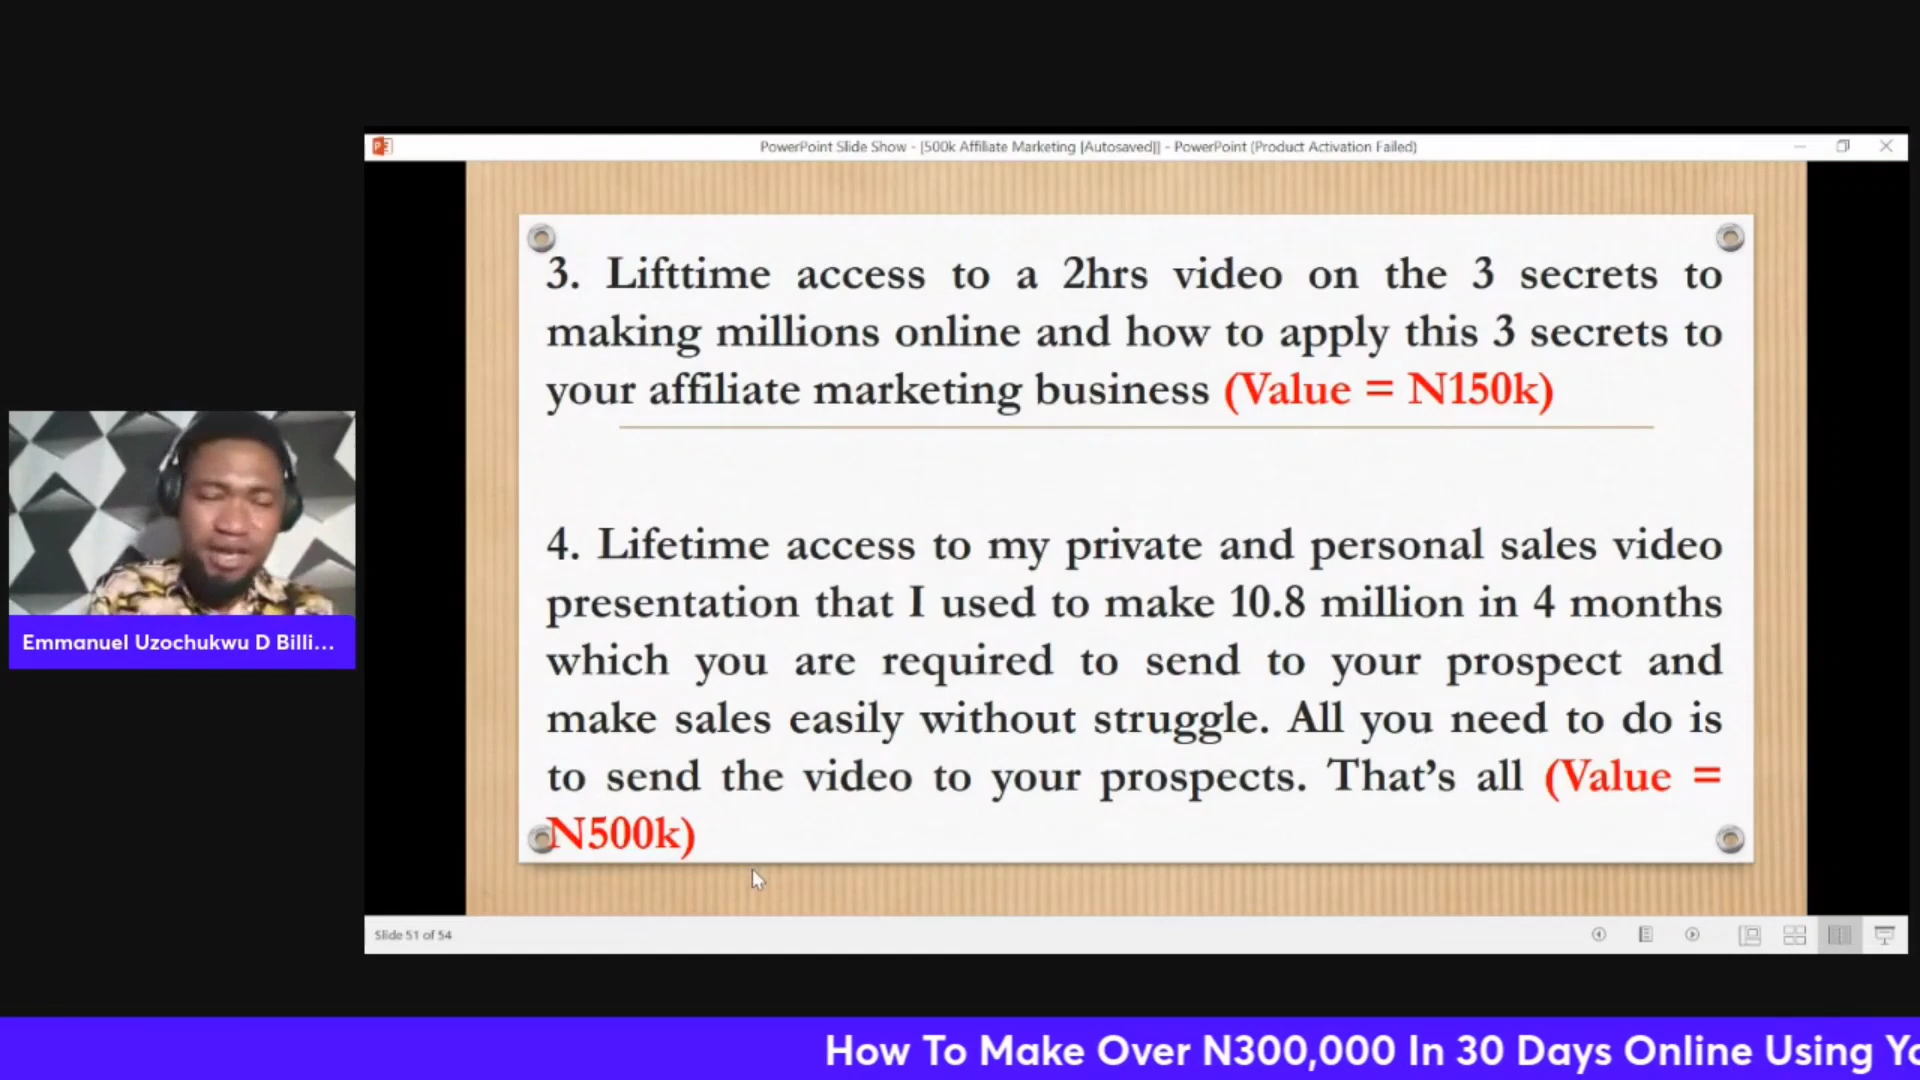 PowerPoint Slide Show - [500k Affiliate Marketing [Autosaved]] - PowerPoint (Product Activation Failed)
3. Lifttime access to a 2hrs video on the 3 secrets to
making millions online and how to apply this 3 secrets to
your affiliate marketing business (Value = N150k)
4. Lifetime access to my private and personal sales video
presentation that I used to make 10.8 million in 4 months
which you are required to send to your prospect and
make sales easily without struggle. All you need to do is
to send the video to your prospects. That's all (Value =
N500k)
Emmanuel Uzochukwu D Billi...
Slide 51 of 54
How To Make Over N300,000 In 30 Days Online Using Yo